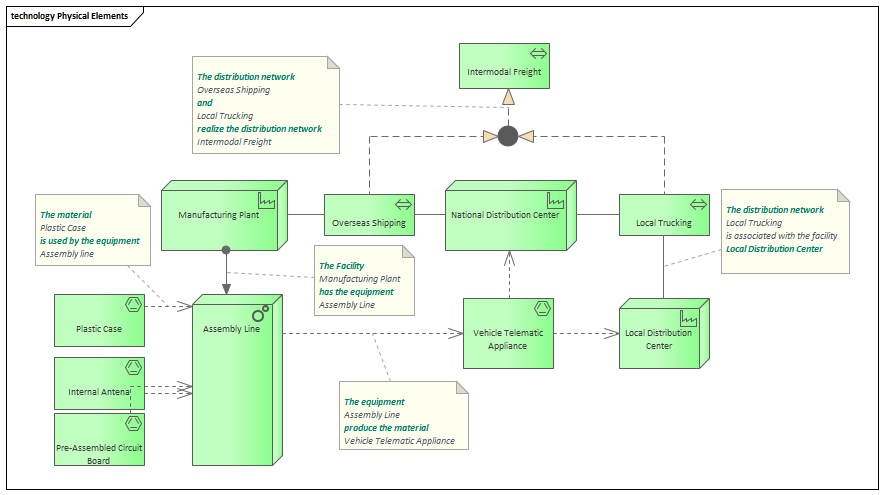 technology Physical Elements
Intermodal Freight
The distribution network
Overseas Shipping
and
Local Trucking
realize the distribution network
Intermodal Freight
The material
Plastic Case
is used by the equipment
Assembly line
Manufacturing Plant
Overseas Shipping
National Distribution Center
Local Trucking
The distribution network
Local Trucking
is associated with the facility
Local Distribution Center
The Facility
Manufacturing Plant
has the equipment
Assembly Line
Plastic Case
Assembly Line
Vehicle Telematic
Appliance
Local Distribution
Center
Internal Antena
The equipment
Assembly Line
produce the material
Vehicle Telematic Appliance
Pre-Assembled Circuit
Board